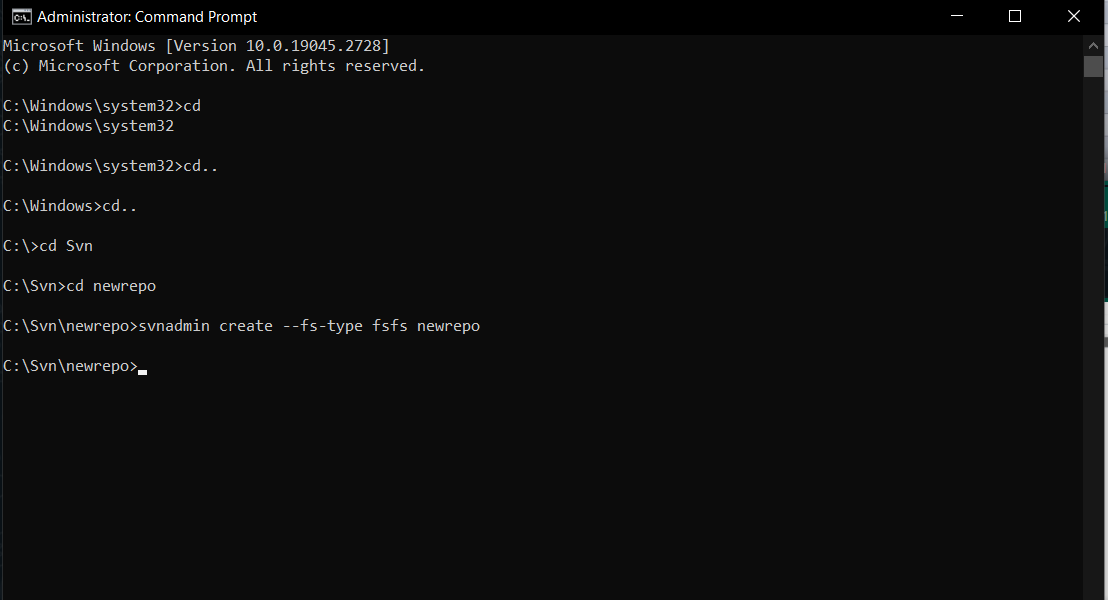 Administrator: Command Prompt
Microsoft Windows [Version 10.0.19045.2728]
(c) Microsoft Corporation. All rights reserved.
C:\Windows\system32>cd
C:\Windows\system32
C:\Windows\system32>cd..
C:\Windows>cd..
C:\>cd Svn
C:\Svn>cd newrepo
C:\Svn\newrepo>svnadmin create --fs-type fsfs newrepo
C:\Svn\newrepo>